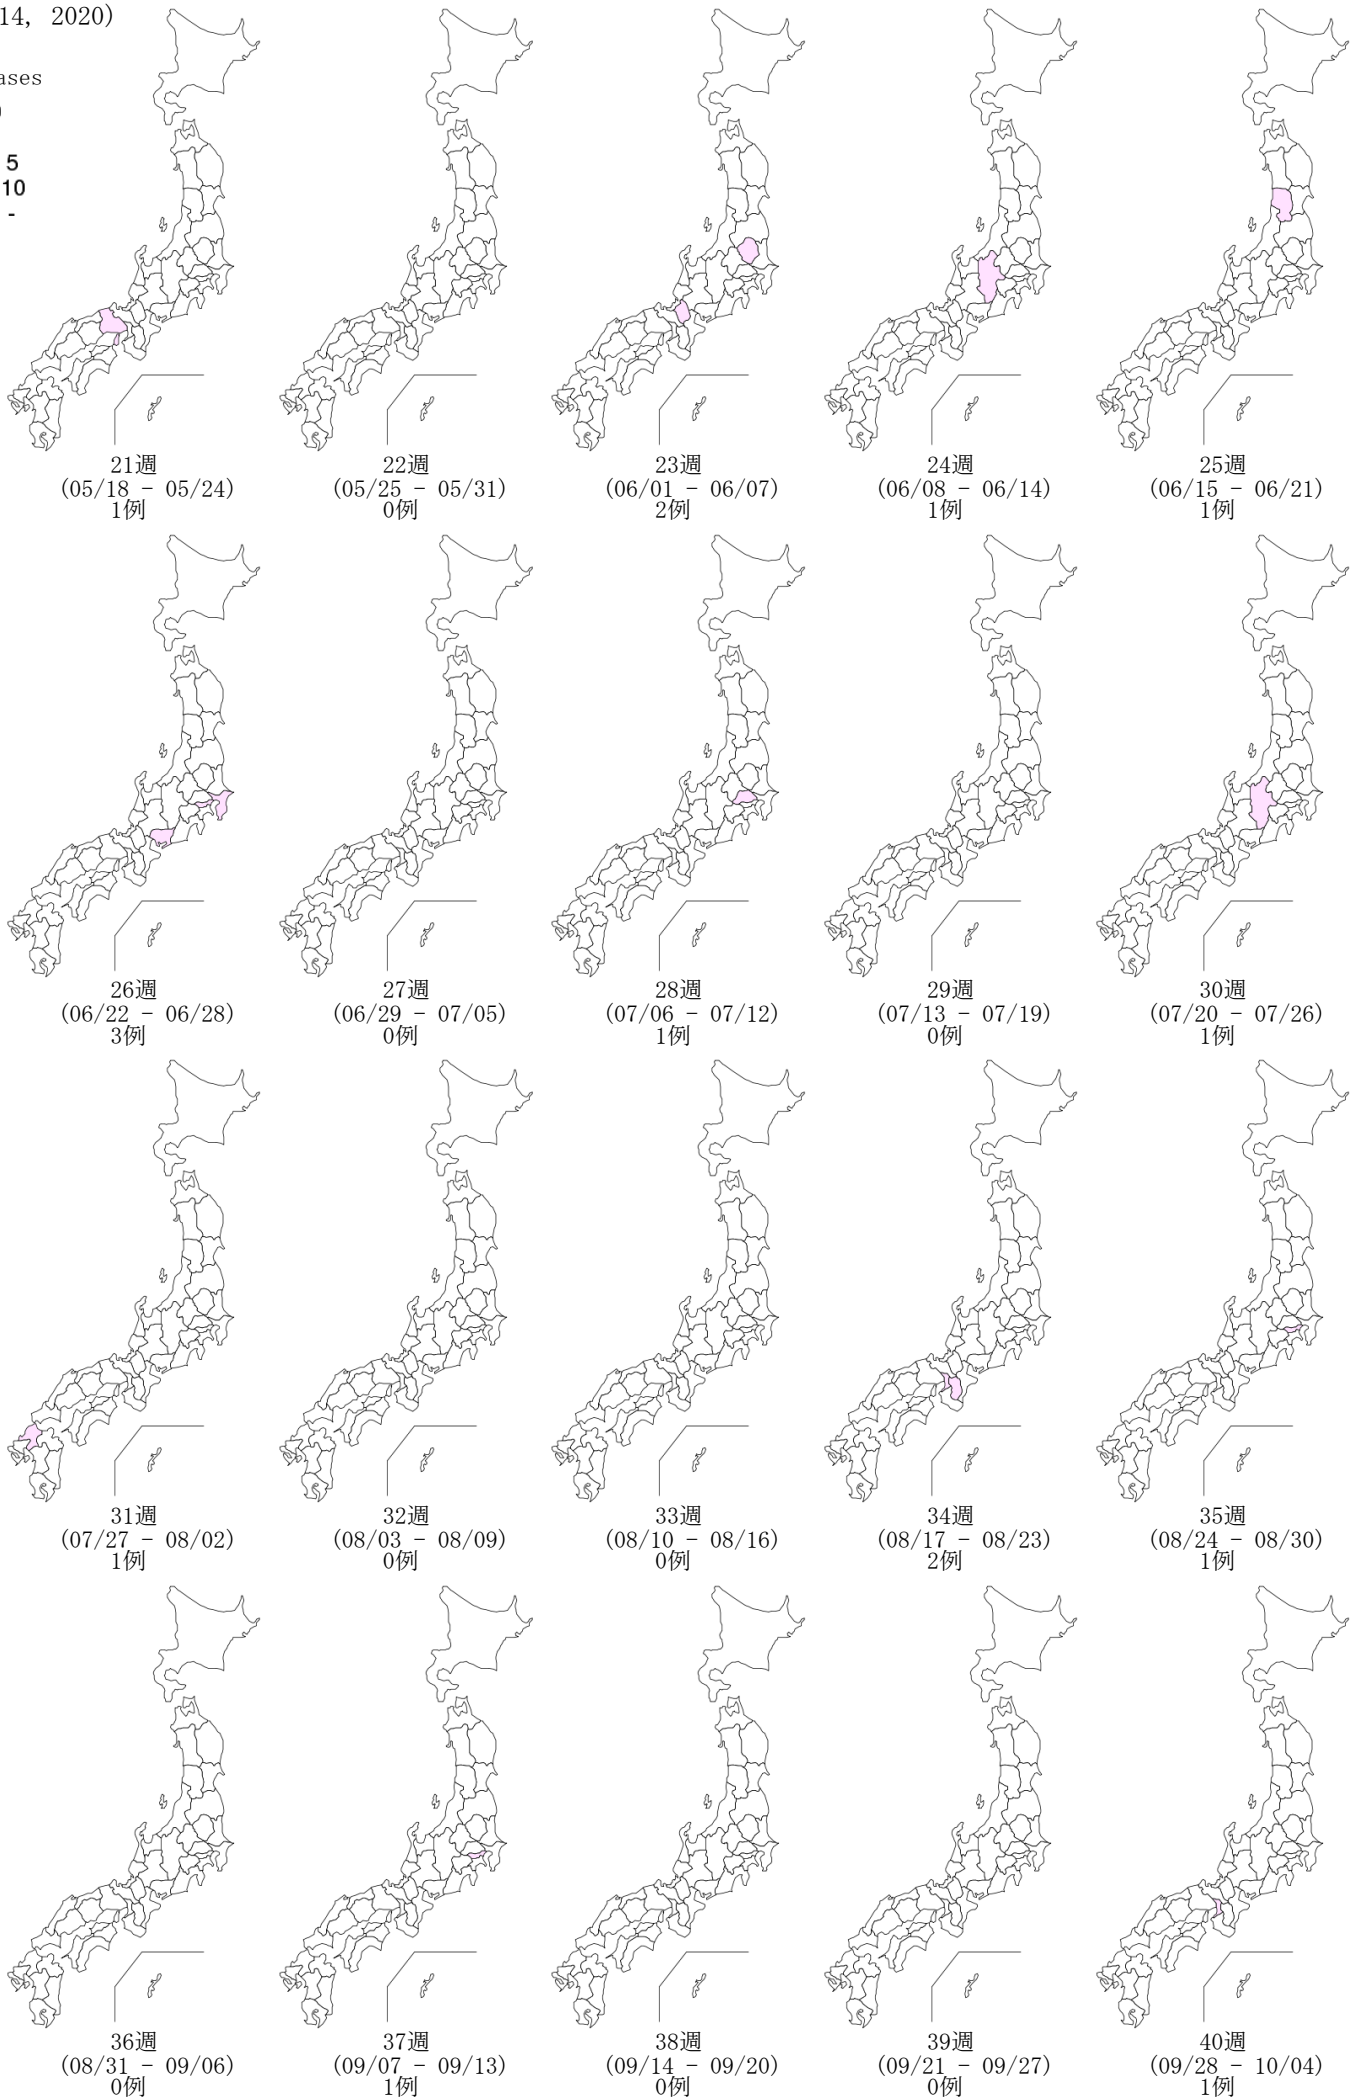 14, 2020)
ases
5
10
-
21週
(05/18 - 05/24)
1例
22週
(05/25 - 05/31)
0例
23週
(06/01 - 06/07)
2例
24週
(06/08 - 06/14)
1例
25週
(06/15 - 06/21)
1例
26週
(06/22 - 06/28)
3例
27週
(06/29 - 07/05)
0例
28週
(07/06 - 07/12)
1例
29週
(07/13 - 07/19)
0例
30週
(07/20 - 07/26)
1例
31週
(07/27 - 08/02)
1例
32週
(08/03 - 08/09)
0例
33週
(08/10 - 08/16)
0例
34週
(08/17 - 08/23)
2例
35週
(08/24 - 08/30)
1例
36週
(08/31 - 09/06)
0例
37週
(09/07 - 09/13)
1例
38週
(09/14 - 09/20)
0例
39週
(09/21 - 09/27)
0例
40週
(09/28 - 10/04)
1例